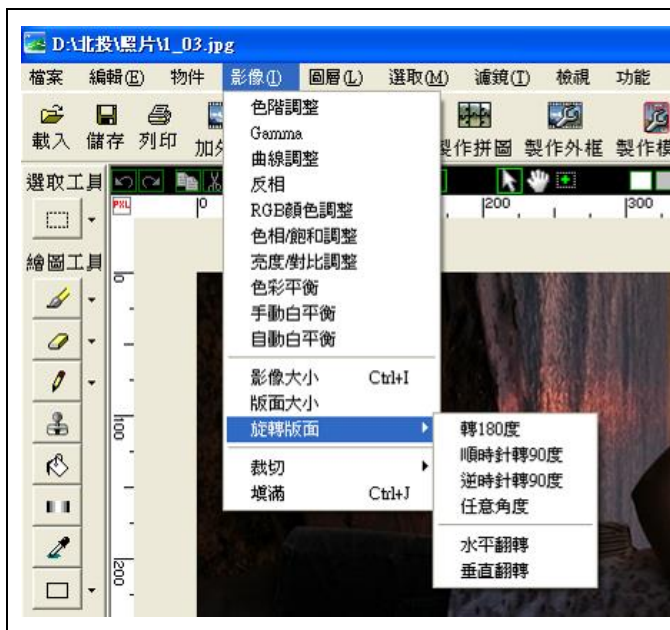 D:\北投\照片\1_03.jpg
檔案 編輯(E) 物件 影像(I) 圖層(L) 選取(M) 濾鏡(T) 檢視 功能
載入 儲存 列印 製作拼圖 製作外框
選取工具
PXL 0 200 300
繪圖工具
0
100
200
色階調整
Gamma
曲線調整
反相
RGB顏色調整
色相/飽和調整
亮度/對比調整
色彩平衡
手動白平衡
自動白平衡
影像大小 Ctrl+I
版面大小
旋轉版面
裁切
填滿 Ctrl+J
轉180度
順時針轉90度
逆時針轉90度
任意角度
水平翻轉
垂直翻轉